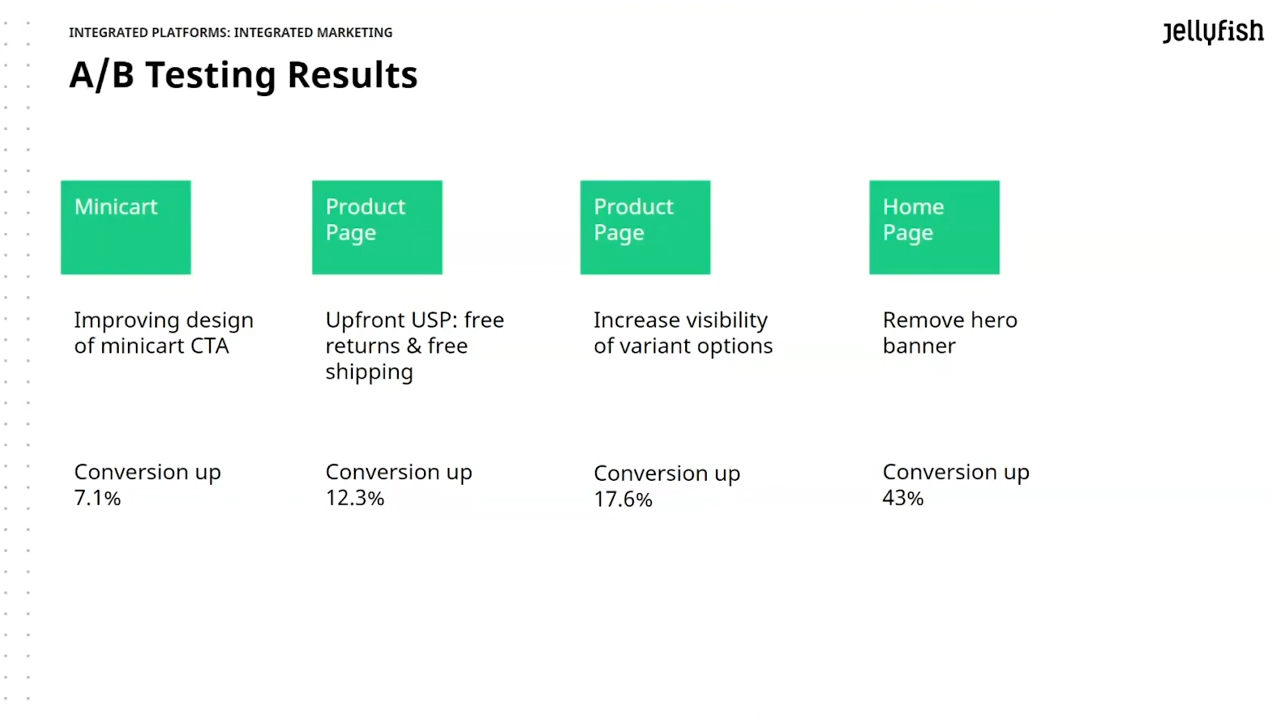 INTEGRATED PLATFORMS: INTEGRATED MARKETING
jellyfish
A/B Testing Results
Minicart
Improving design
of minicart CTA
Conversion up
7.1%
Product
Page
Upfront USP: free
returns & free
shipping
Conversion up
12.3%
Product
Page
Increase visibility
of variant options
Conversion up
17.6%
Home
Page
Remove hero
banner
Conversion up
43%